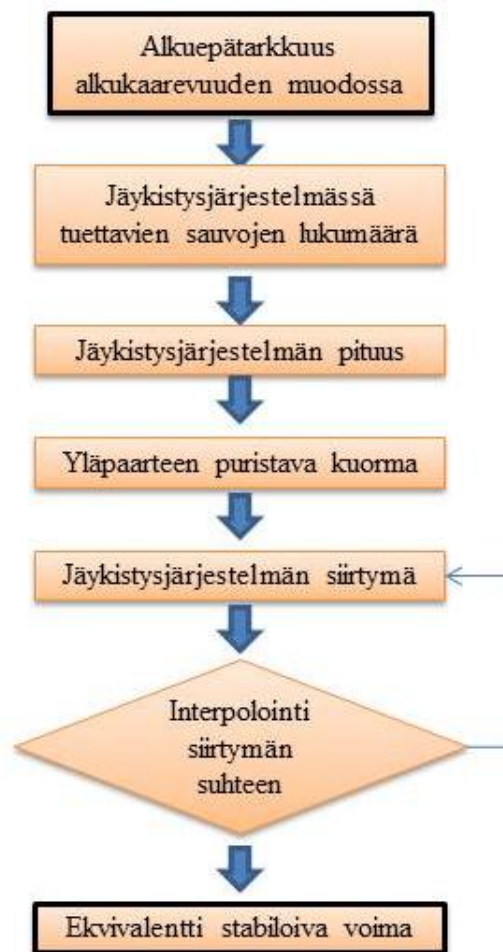 Alkuepätarkkuus
alkukaarevuuden muodossa
Jäykistysjärjestelmässä
tuettavien sauvojen lukumäärä
Jäykistysjärjestelmän pituus
Yläpaarteen puristava kuorma
Jäykistysjärjestelmän siirtymä
Interpolointi
siirtymän
suhteen
Ekvivalentti stabiloiva voima